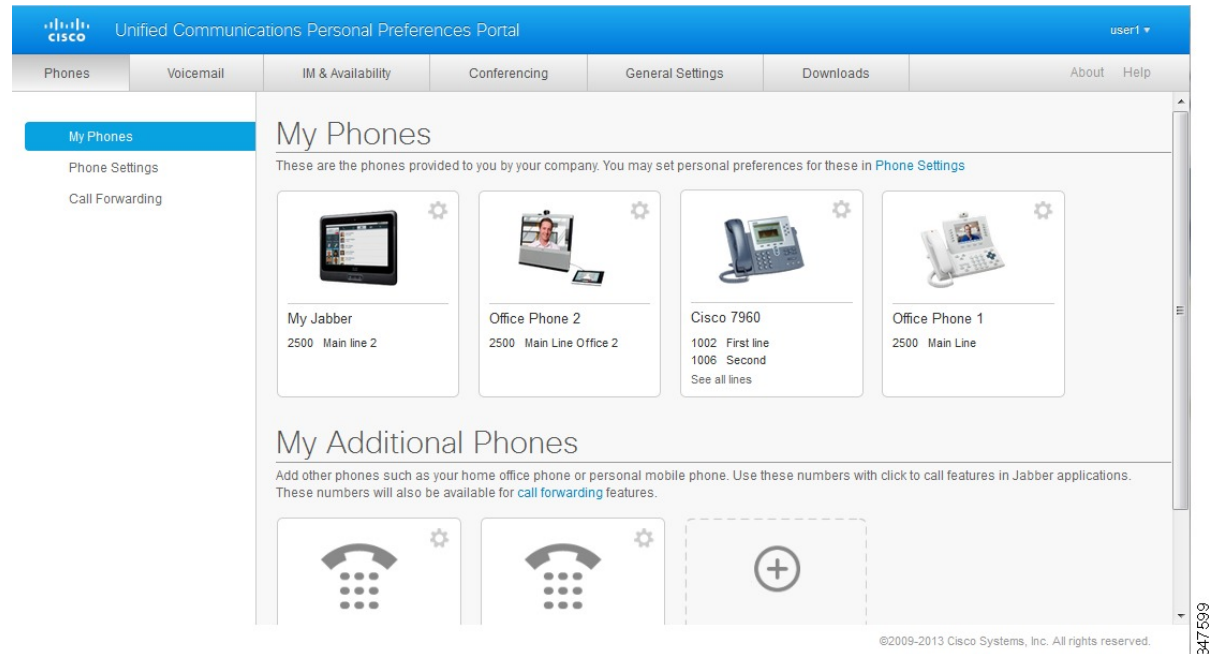 CISCO Unified Communications Personal Preferences Portal user1
Phones Voicemail IM & Availability Conferencing General Settings Downloads About Help
My Phones
Phone Settings
Call Forwarding
My Phones
These are the phones provided to you by your company. You may set personal preferences for these in Phone Settings
My Jabber
2500 Main line 2
Office Phone 2
2500 Main Line Office 2
Cisco 7960
1002 First line
1006 Second
See all lines
Office Phone 1
2500 Main Line
My Additional Phones
Add other phones such as your home office phone or personal mobile phone. Use these numbers with click to call features in Jabber applications.
These numbers will also be available for call forwarding features.
©2009-2013 Cisco Systems, Inc. All rights reserved.
347599